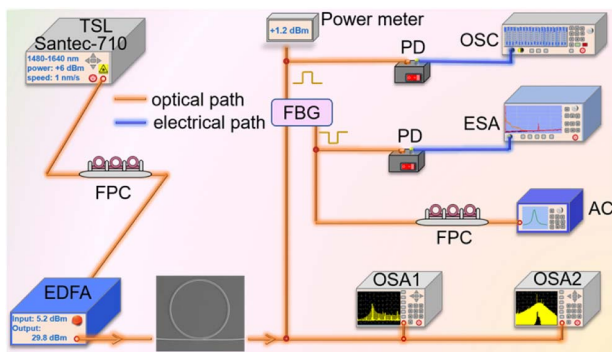 TSL
Santec-710
1480-1640 nm
power: +6 dBm
speed: 1 nm/s
Power meter
+1.2 dBm
PD
OSC
optical path
electrical path
FBG
PD
ESA
FPC
FPC
AC
EDFA
Input: 5.2 dBm
Output:
29.8 dBm
OSA1
OSA2